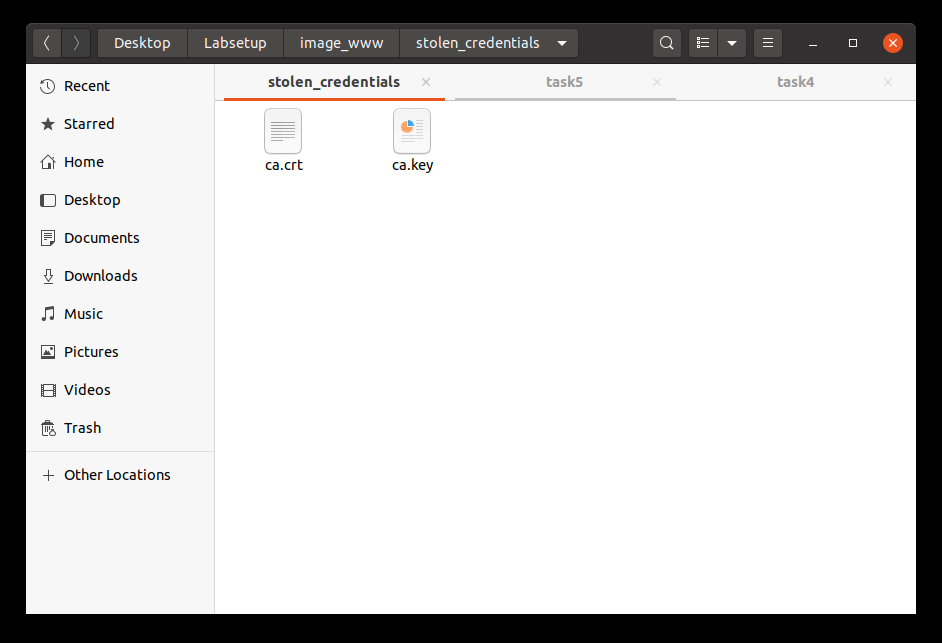 Desktop Labsetup image_www stolen_credentials
stolen_credentials task5 task4
Recent
Starred
Home
Desktop
Documents
Downloads
Music
Pictures
Videos
Trash
Other Locations
ca.crt ca.key